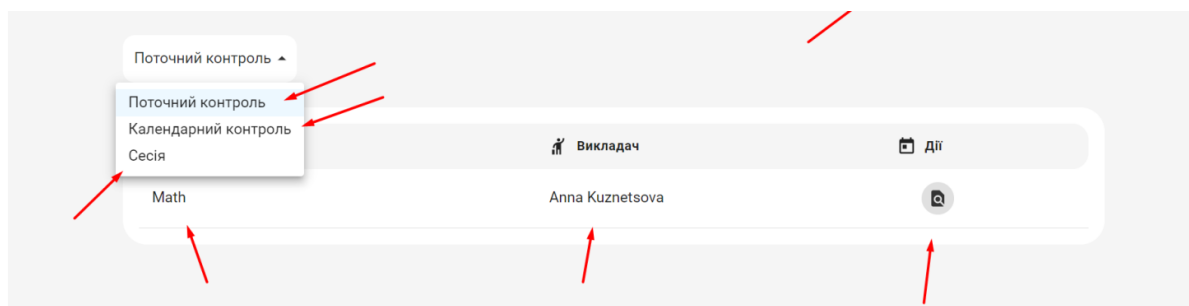 Поточний контроль
Поточний контроль
Календарний контроль
Сесія
Викладач
Дії
Math
Anna Kuznetsova